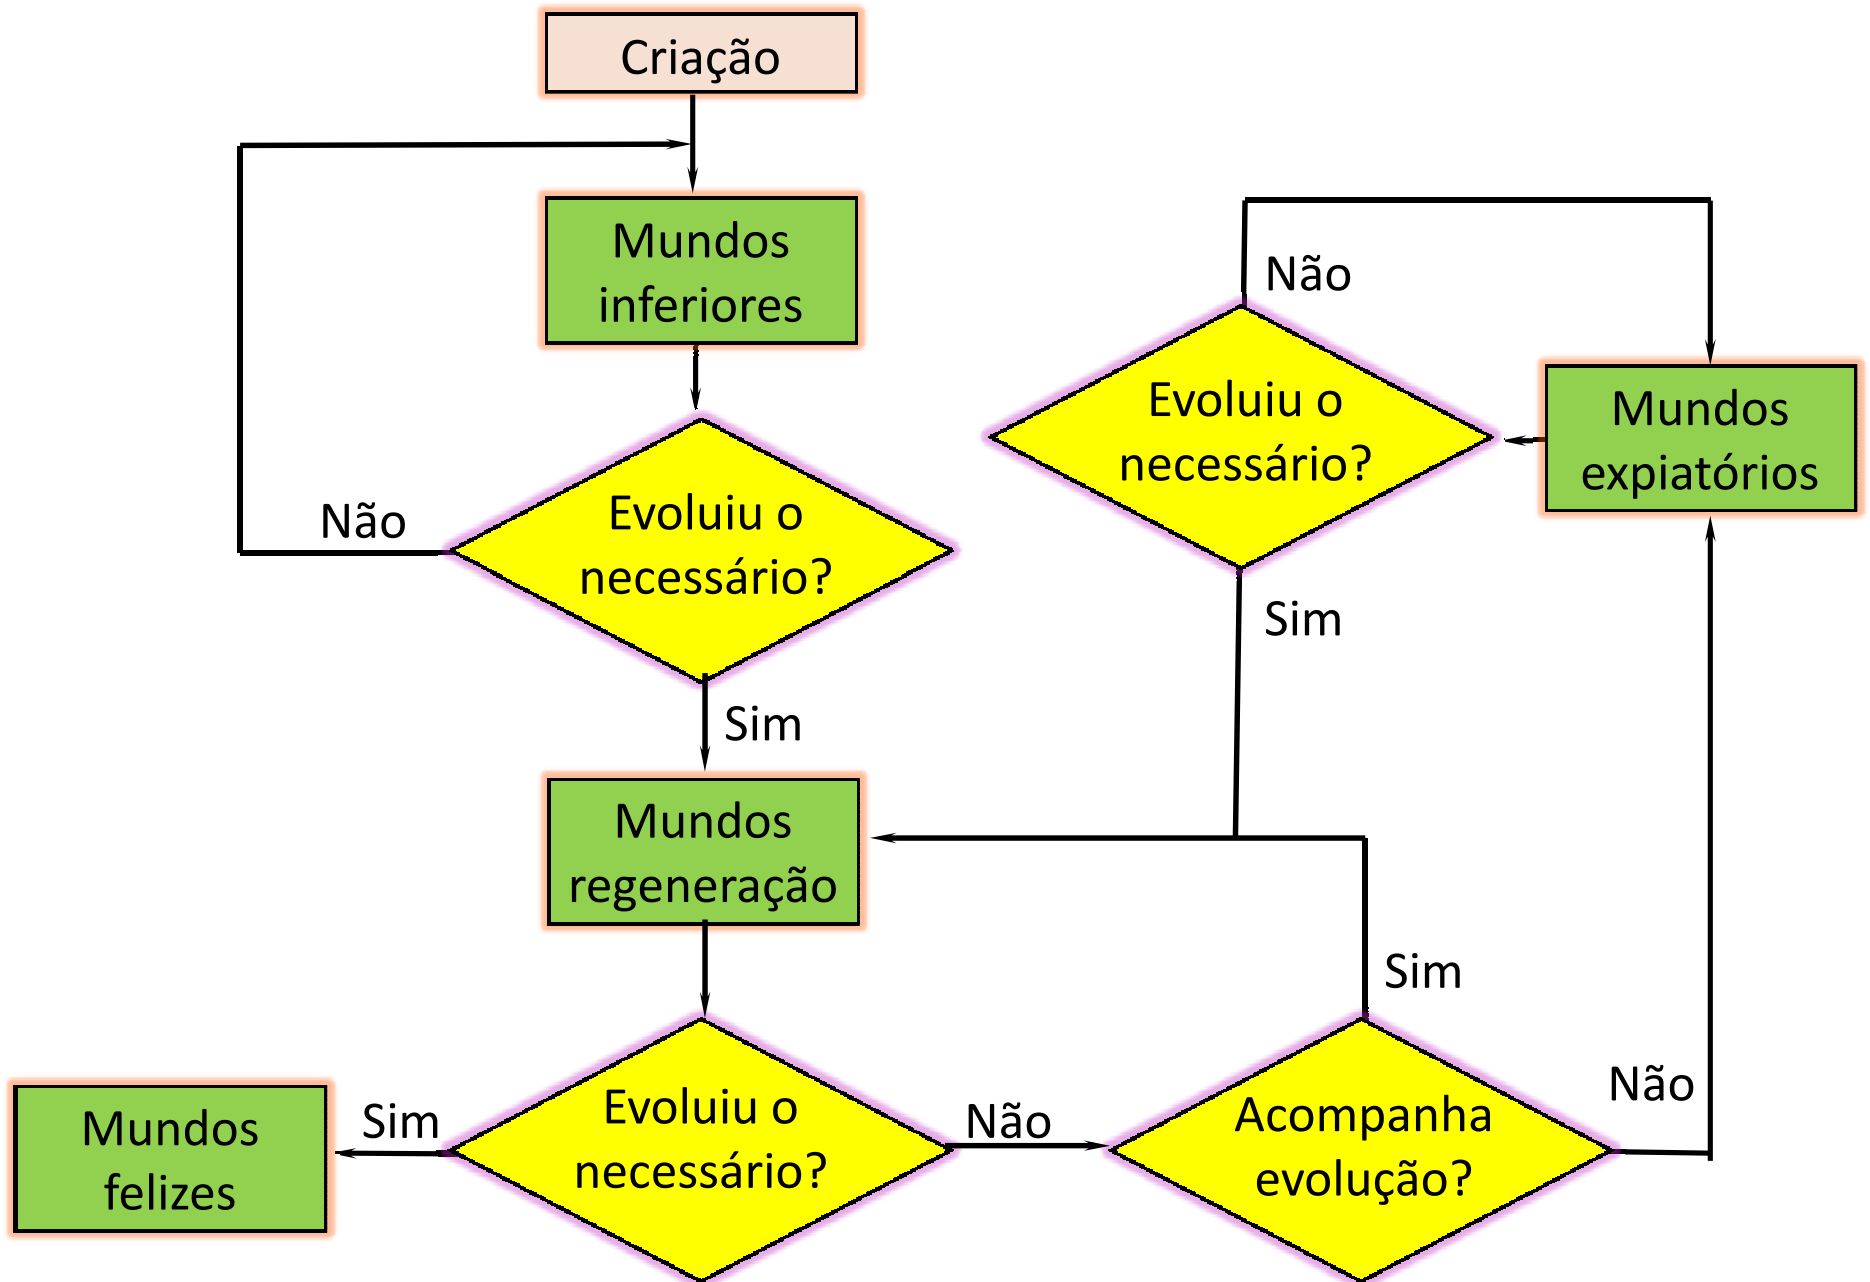 Criação
Mundos
inferiores
Evoluiu o
necessário?
Não
Sim
Mundos
regeneração
Evoluiu o
necessário?
Sim
Mundos
felizes
Não
Acompanha
evolução?
Sim
Não
Mundos
expiatórios
Evoluiu o
necessário?
Não
Sim